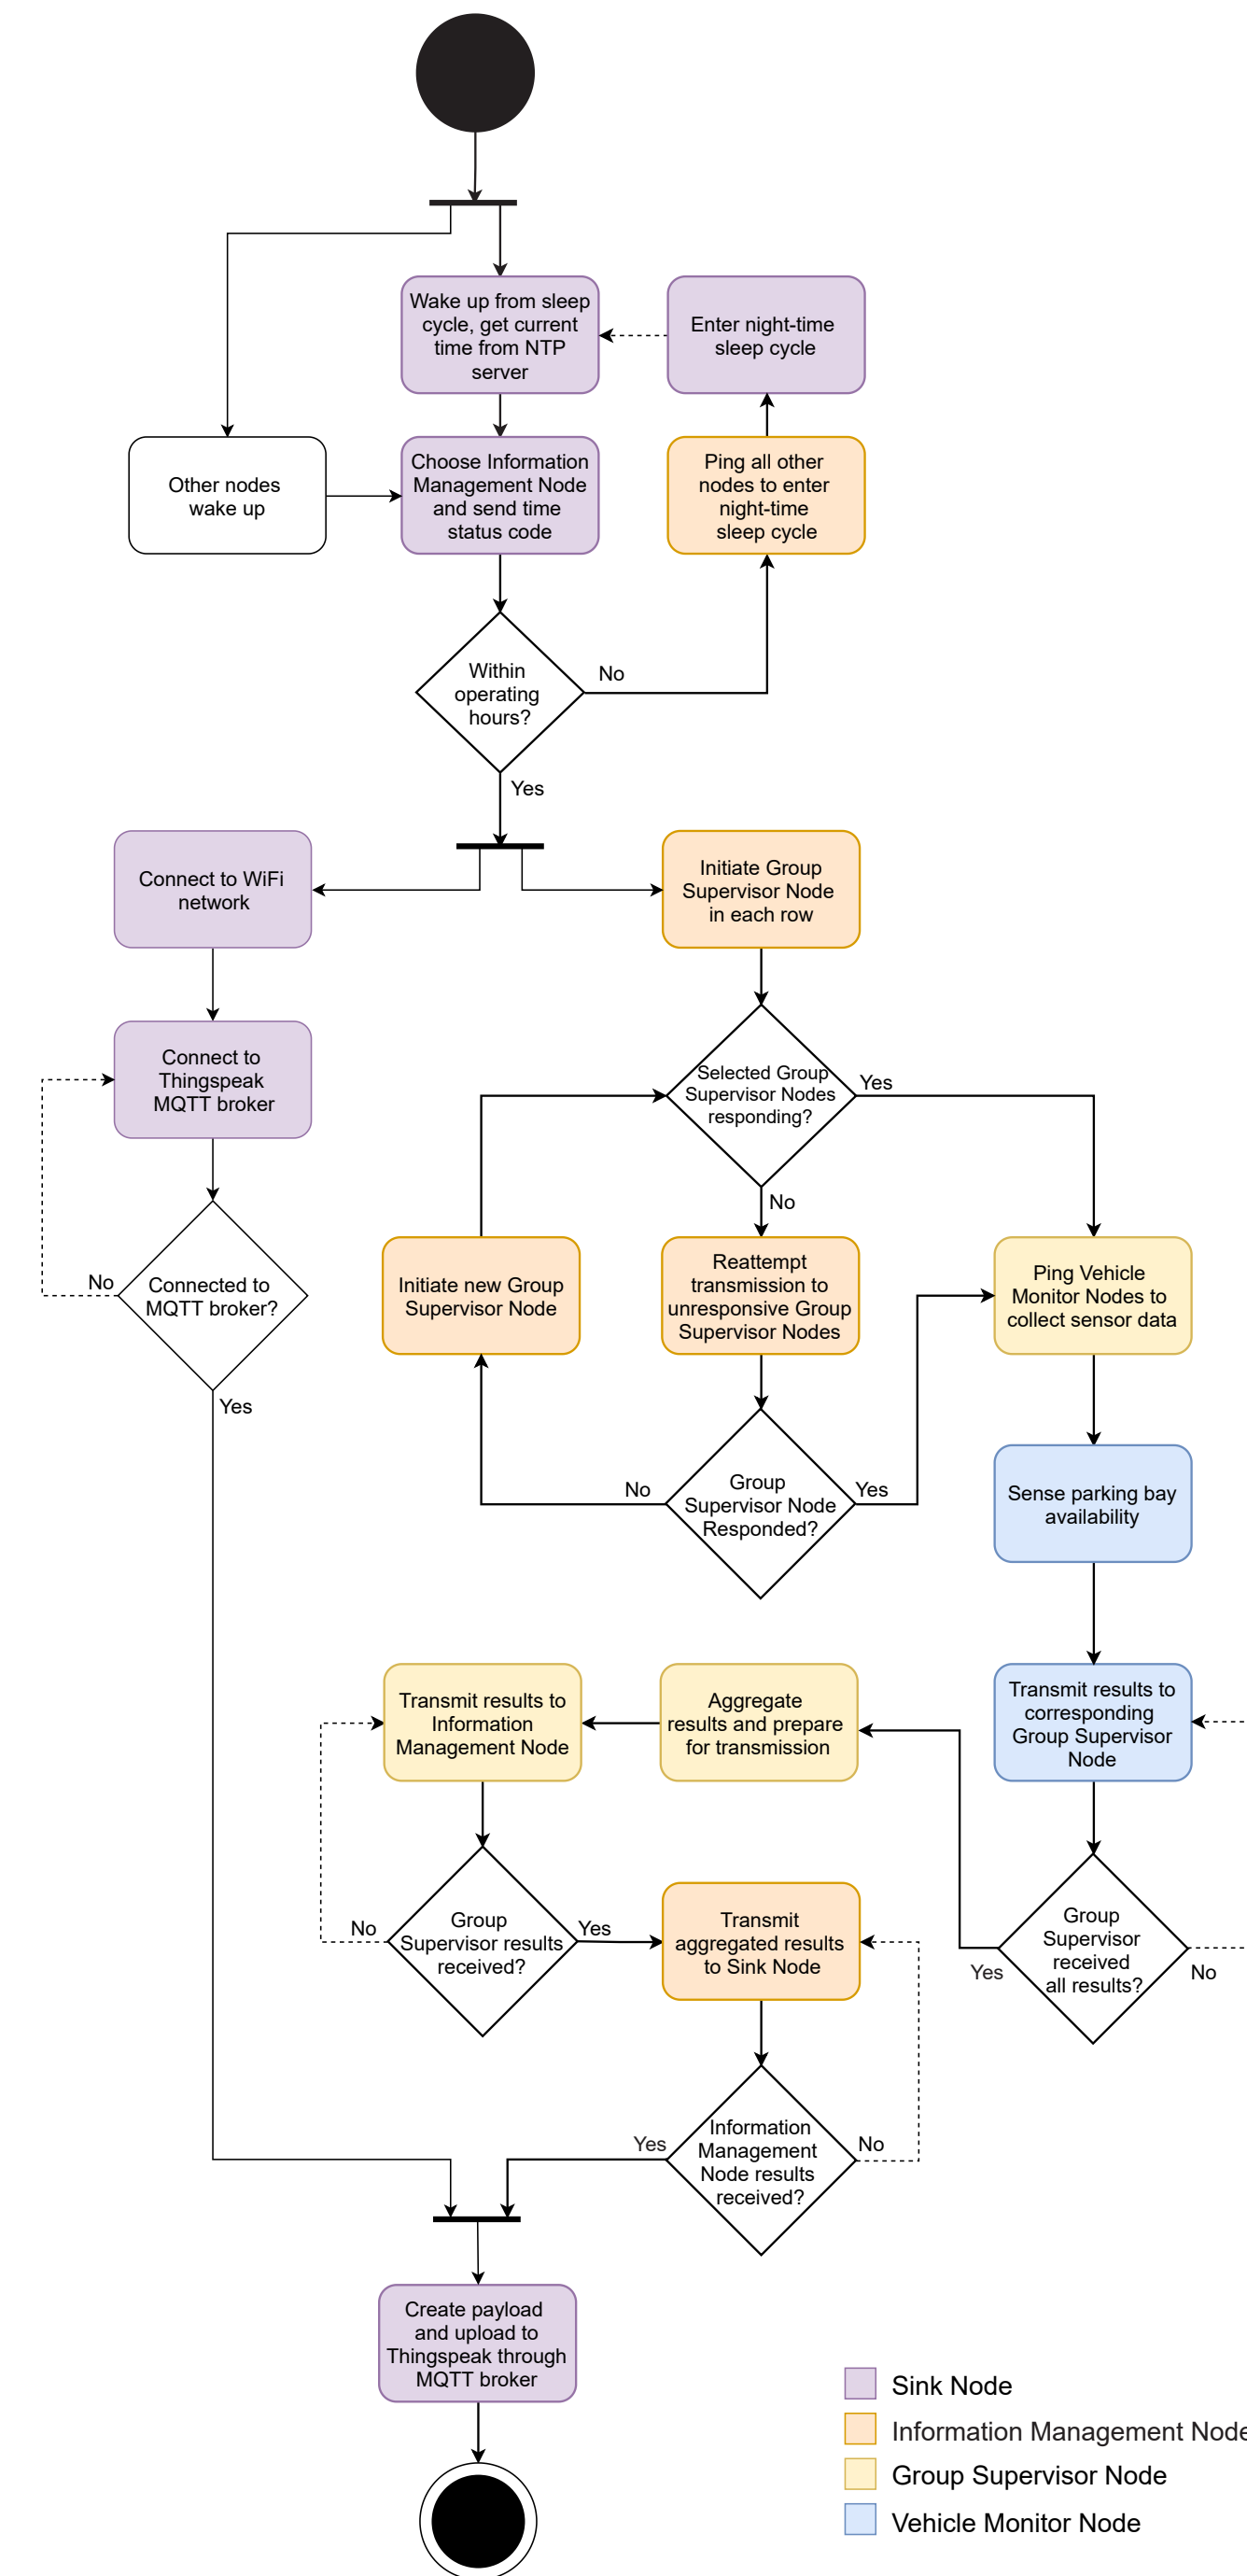 Wake up from sleep
cycle, get current
time from NTP
server
Enter night-time
sleep cycle
Other nodes
wake up
Choose Information
Management Node
and send time
status code
Ping all other
nodes to enter
night-time
sleep cycle
Within
operating
hours?
No
Yes
Connect to WiFi
network
Initiate Group
Supervisor Node
in each row
Connect to
Thingspeak
MQTT broker
Selected Group
Supervisor Nodes
responding?
Yes
No
No
Connected to
MQTT broker?
Yes
Initiate new Group
Supervisor Node
Reattempt
transmission to
unresponsive Group
Supervisor Nodes
Ping Vehicle
Monitor Nodes to
collect sensor data
No
Group
Supervisor Node
Responded?
Yes
Sense parking bay
availability
Transmit results to
Information
Management Node
Aggregate
results and prepare
for transmission
Transmit results to
corresponding
Group Supervisor
Node
No
Group
Supervisor results
received?
Yes
Transmit
aggregated results
to Sink Node
Yes
Group
Supervisor
received
all results?
No
Yes
Information
Management
Node results
received?
No
Create payload
and upload to
Thingspeak through
MQTT broker
Sink Node
Information Management Node
Group Supervisor Node
Vehicle Monitor Node